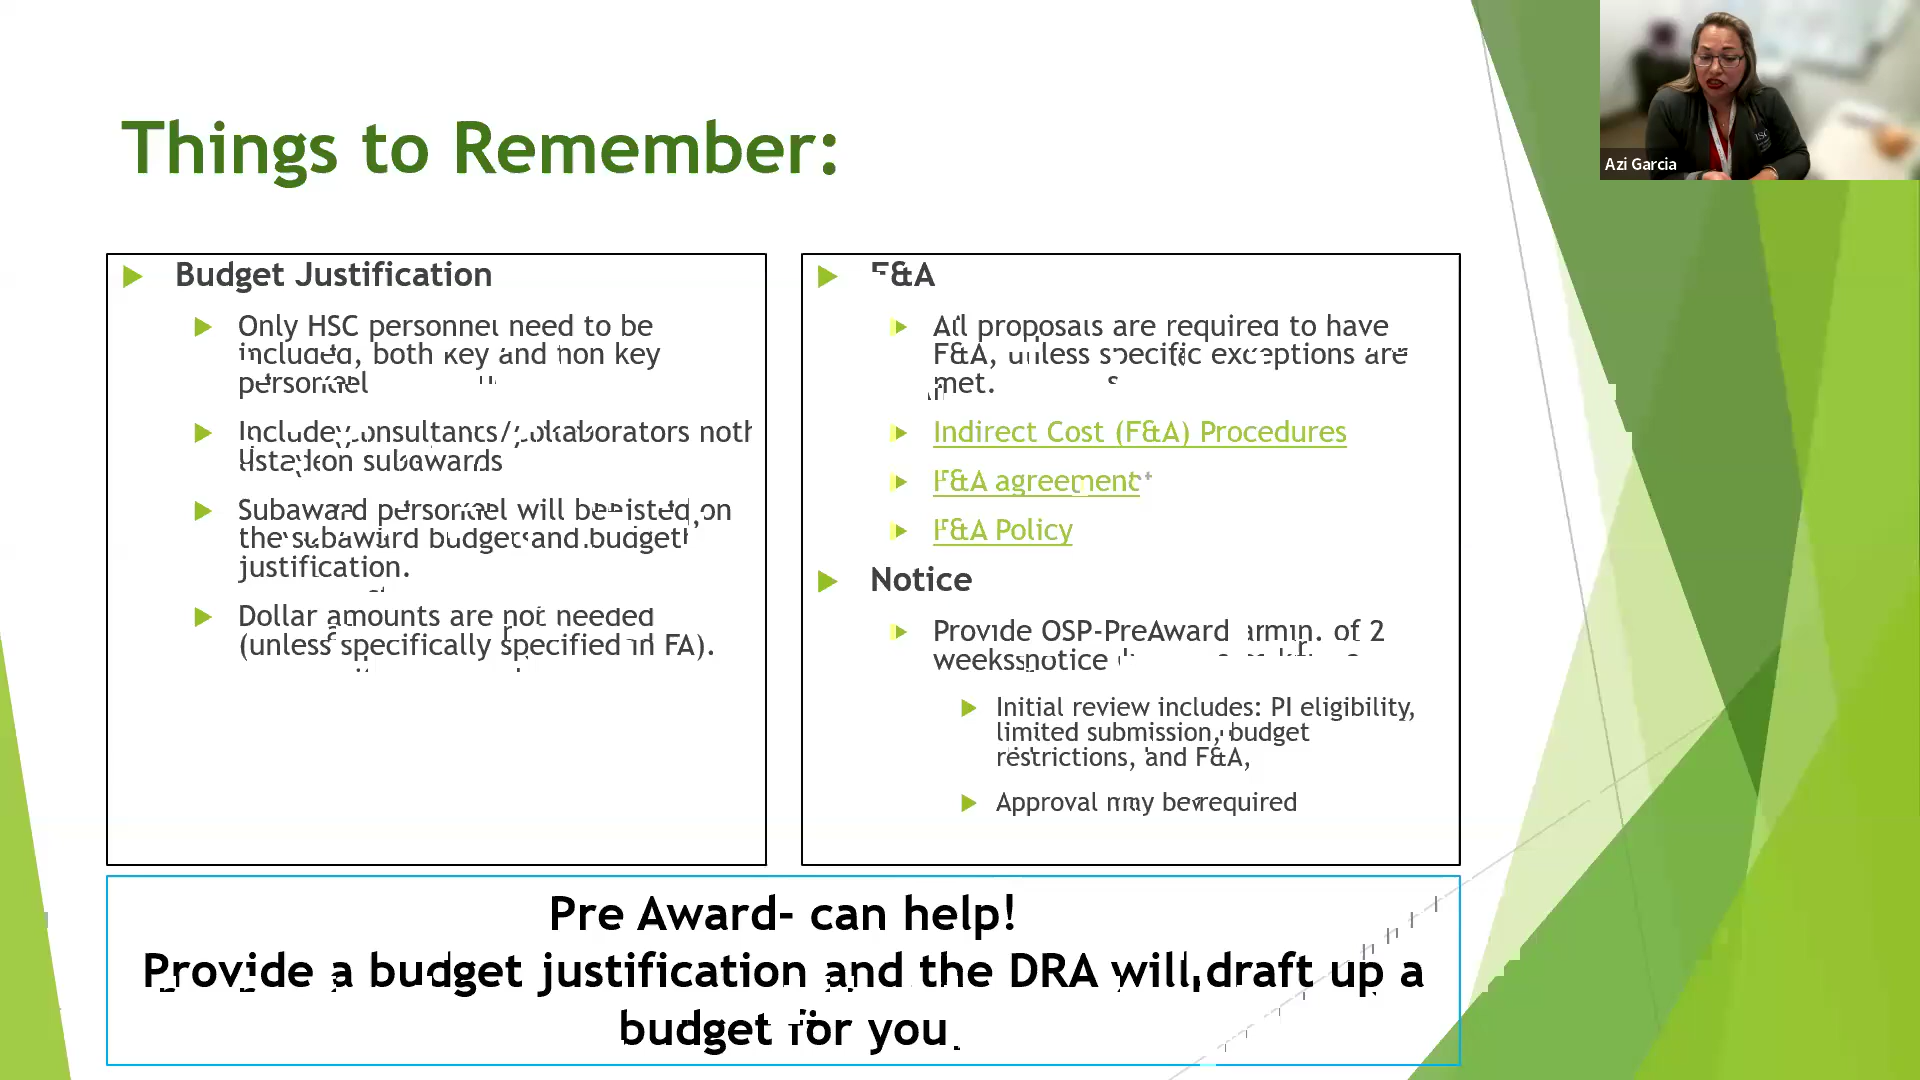 Things to Remember:
Budget Justification
Only HSC personnel need to be
included, both key and non key
personnel
Include consultants/collaborators not
listed on subawards
Subaward personnel will be listed on
the subaward budget and budget
justification.
Dollar amounts are not needed
(unless specifically specified in FA).
F&A
All proposals are required to have
F&A, unless specific exceptions are
met.
Indirect Cost (F&A) Procedures
F&A agreement
F&A Policy
Notice
Provide OSP-PreAward a min. of 2
weeks notice
Initial review includes: PI eligibility,
limited submission, budget
restrictions, and F&A,
Approval may be required
Pre Award- can help!
Provide a budget justification and the DRA will draft up a
budget for you.
Azi Garcia